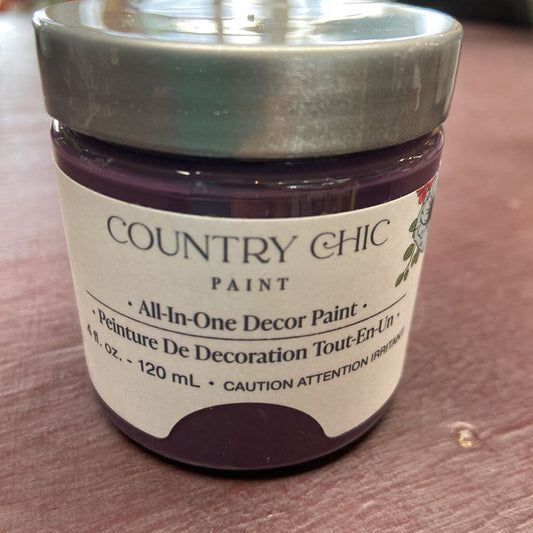 COUNTRY CHIC
PAINT
· All-In-One Decor Paint ·
· Peinture De Decoration Tout-En-Un ·
4 fl. oz. - 120 mL · CAUTION ATTENTION IRRITANT